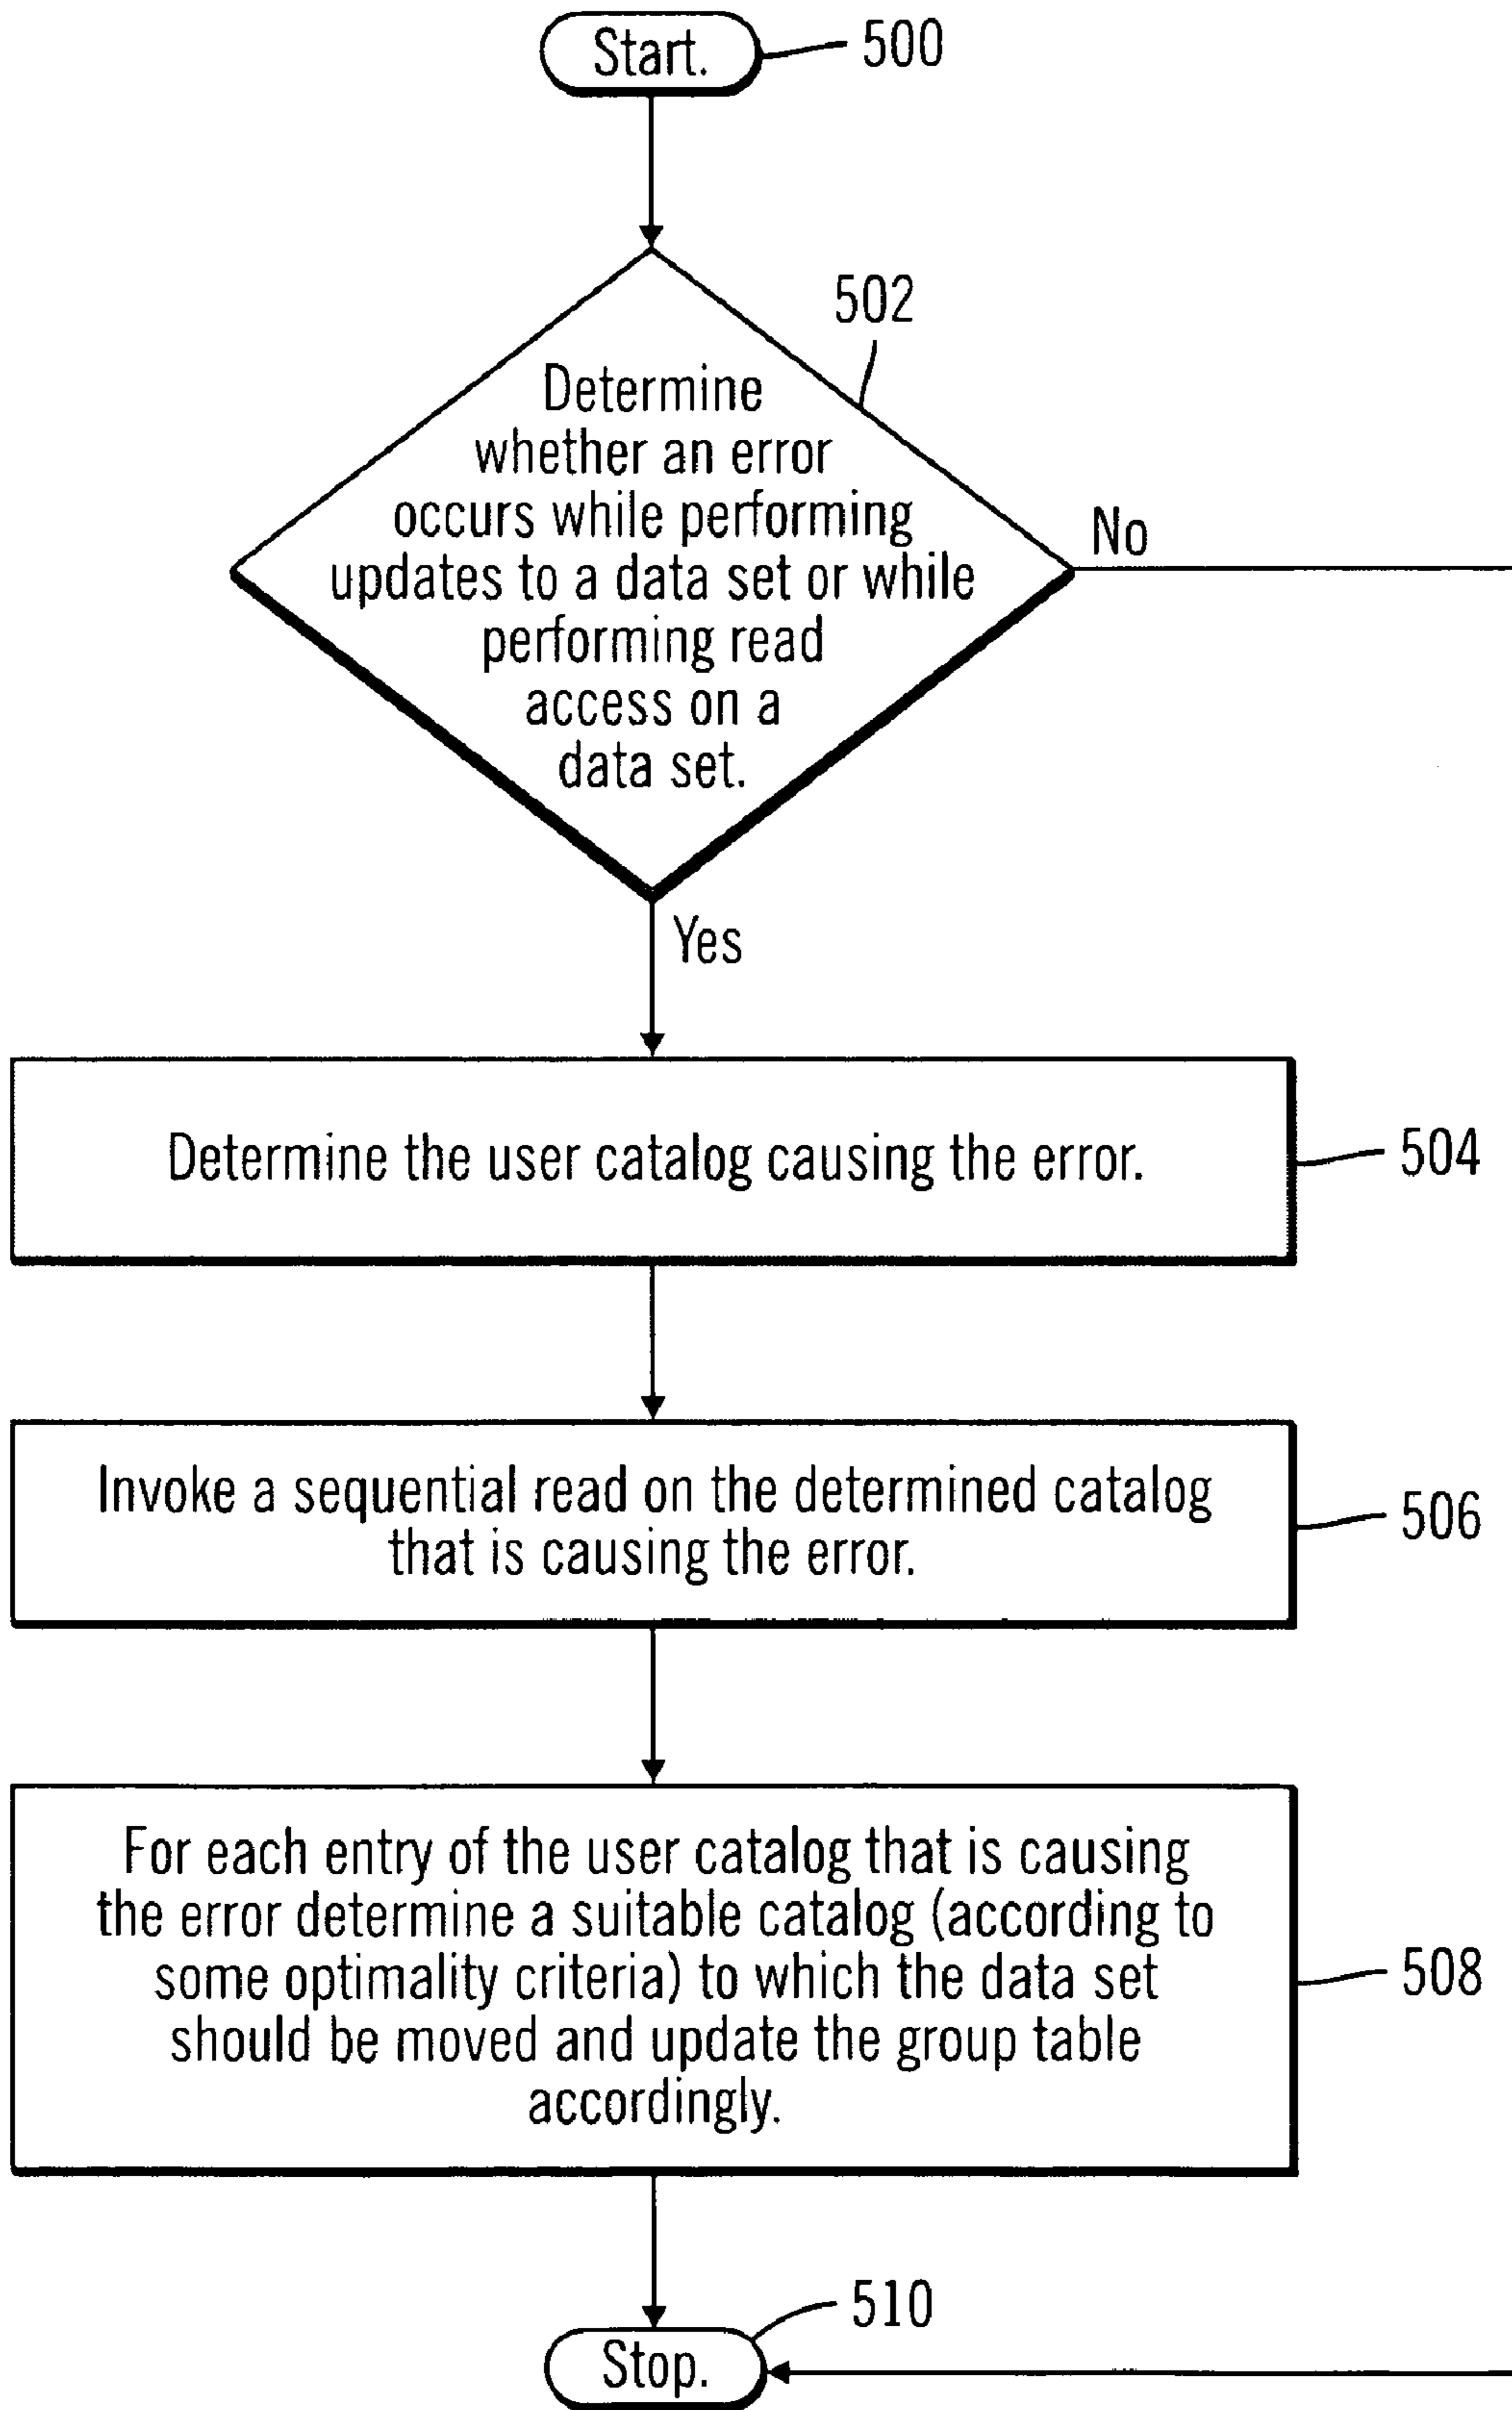 Start.
500
502
Determine
whether an error
occurs while performing
updates to a data set or while
performing read
access on a
data set.
No
Yes
Determine the user catalog causing the error.
504
Invoke a sequential read on the determined catalog
that is causing the error.
506
For each entry of the user catalog that is causing
the error determine a suitable catalog (according to
some optimality criteria) to which the data set
should be moved and update the group table
accordingly.
508
510
Stop.